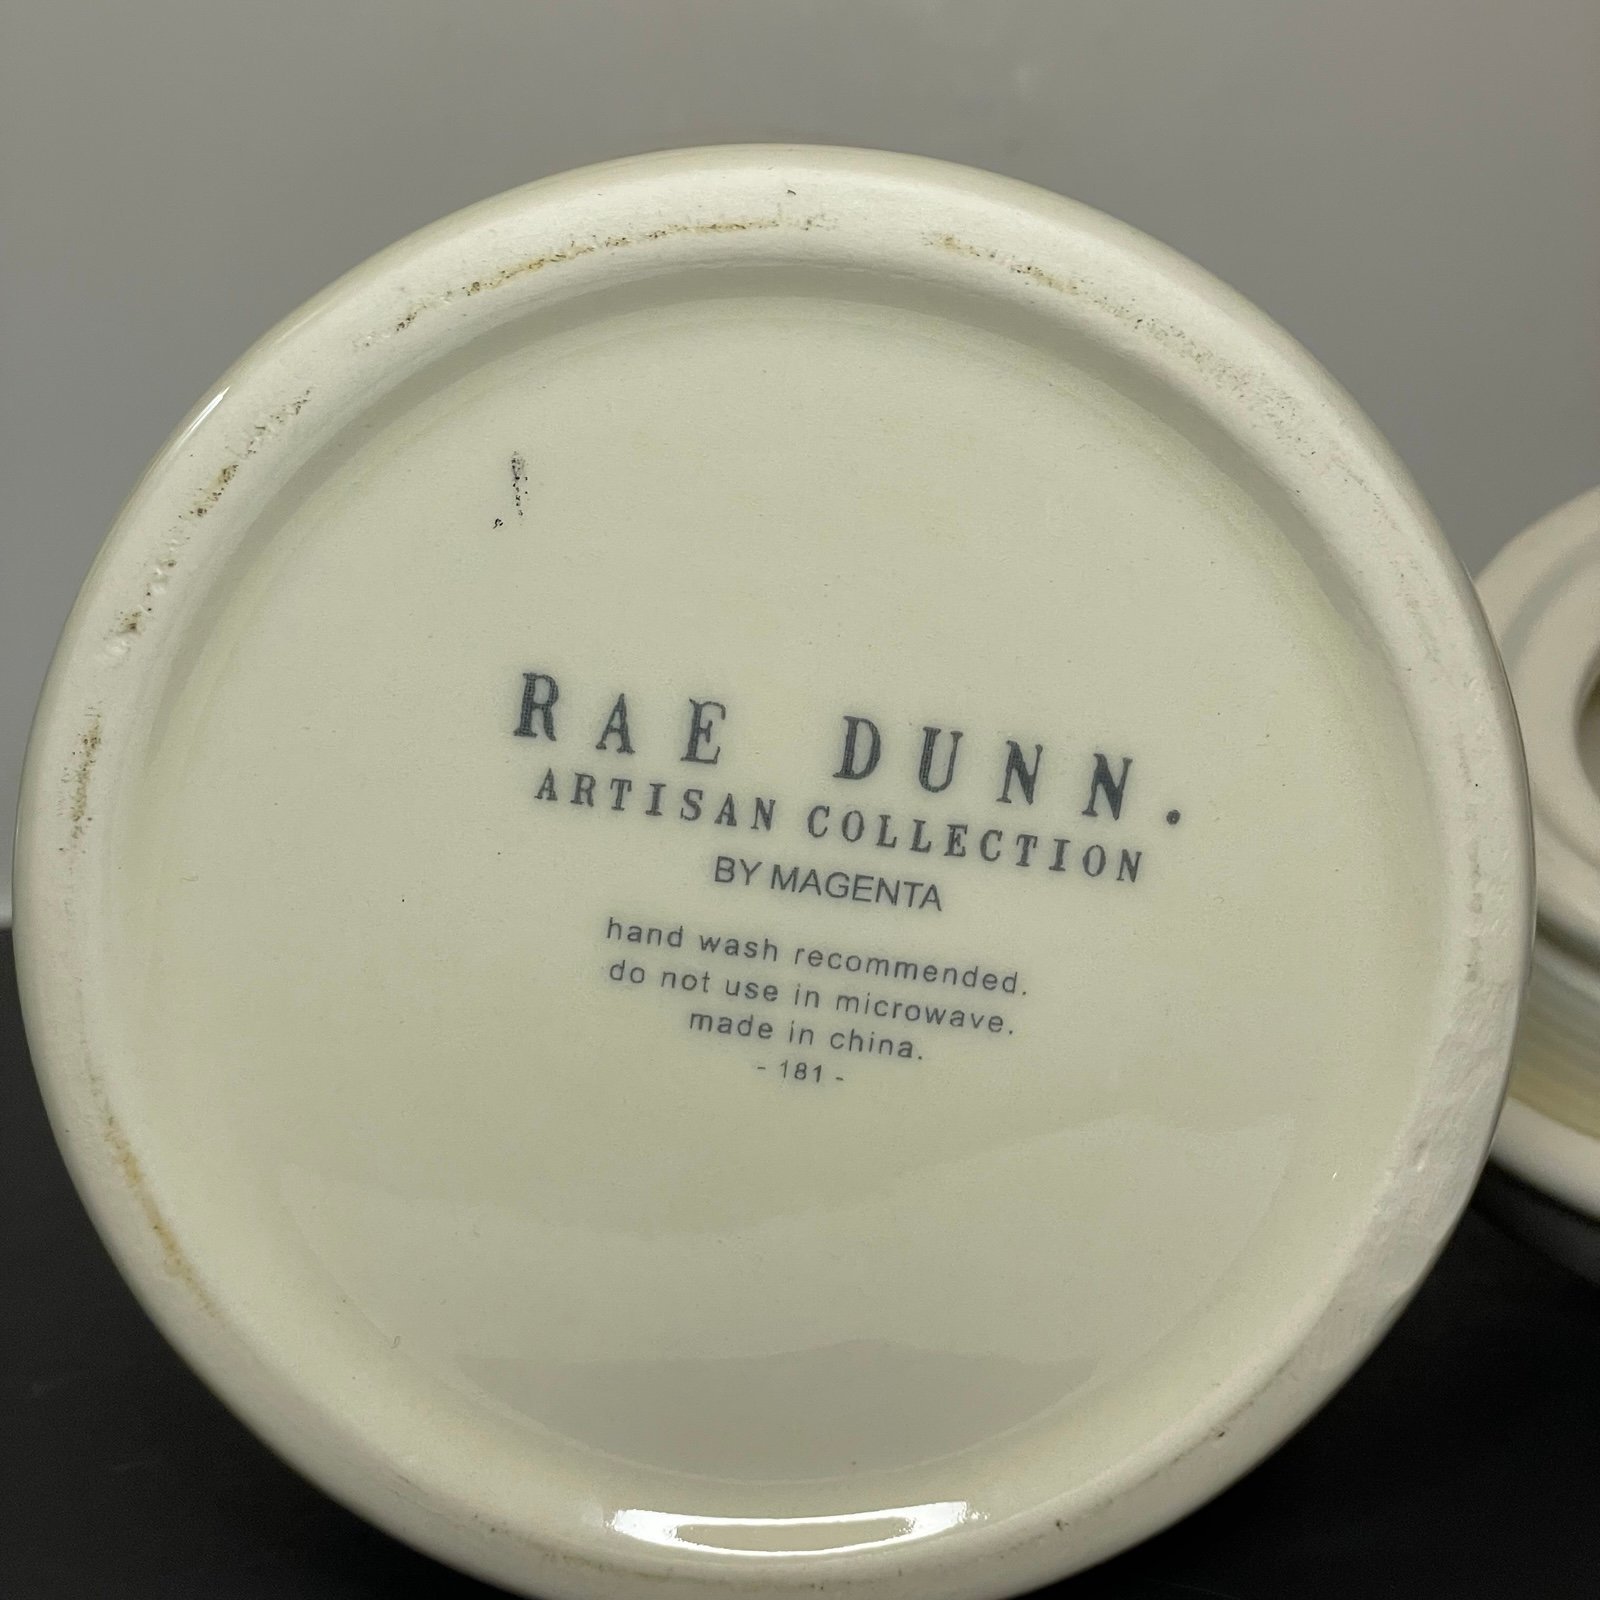 RAE DUNN.
ARTISAN COLLECTION
BY MAGENTA
hand wash recommended.
do not use in microwave.
made in china.
- 181 -